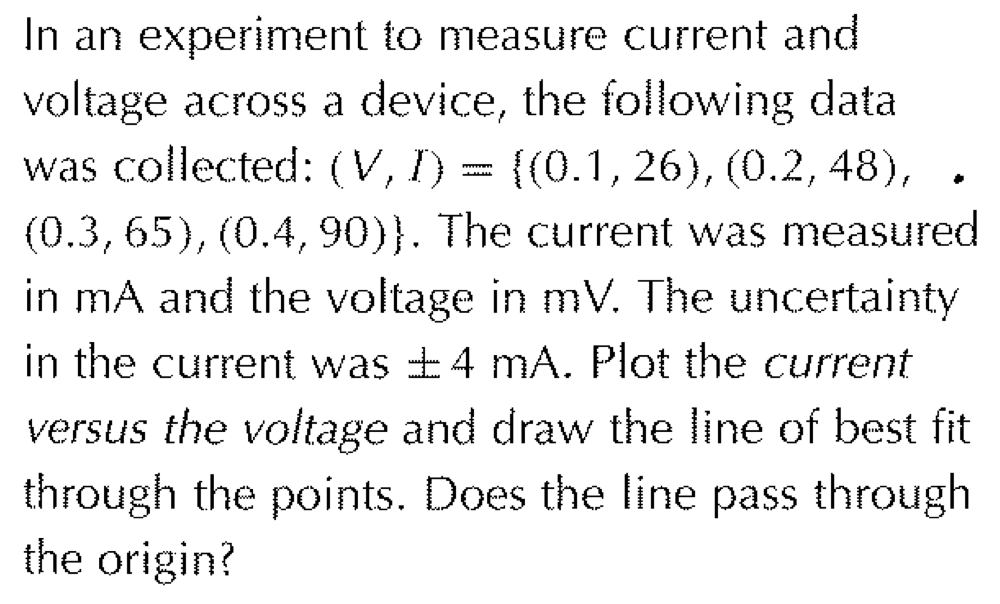 In an experiment to measure current and
voltage across a device, the following data
was collected: (V, I) = {(0.1, 26), (0.2, 48),
(0.3, 65), (0.4, 90)}. The current was measured
in mA and the voltage in mV. The uncertainty
in the current was ±4 mA. Plot the current
versus the voltage and draw the line of best fit
through the points. Does the line pass through
the origin?